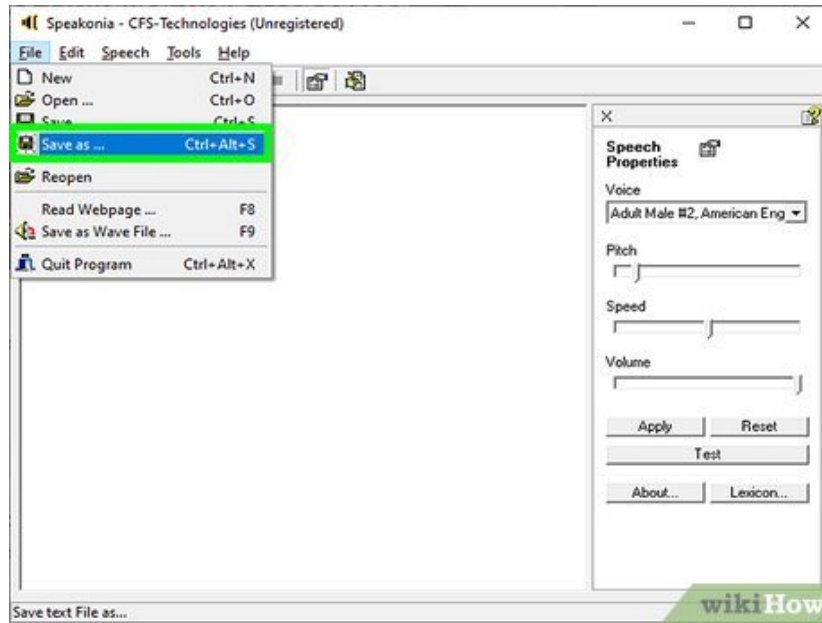 Speakonia - CFS-Technologies (Unregistered)
File Edit Speech Tools Help
New Ctrl+N
Open ... Ctrl+O
Save Ctrl+S
Save as ... Ctrl+Alt+S
Reopen
Read Webpage ... F8
Save as Wave File ... F9
Quit Program Ctrl+Alt+X
Speech
Properties
Voice
Adult Male #2, American Eng
Pitch
Speed
Volume
Apply Reset
Test
About... Lexicon...
Save text File as...
wikiHow